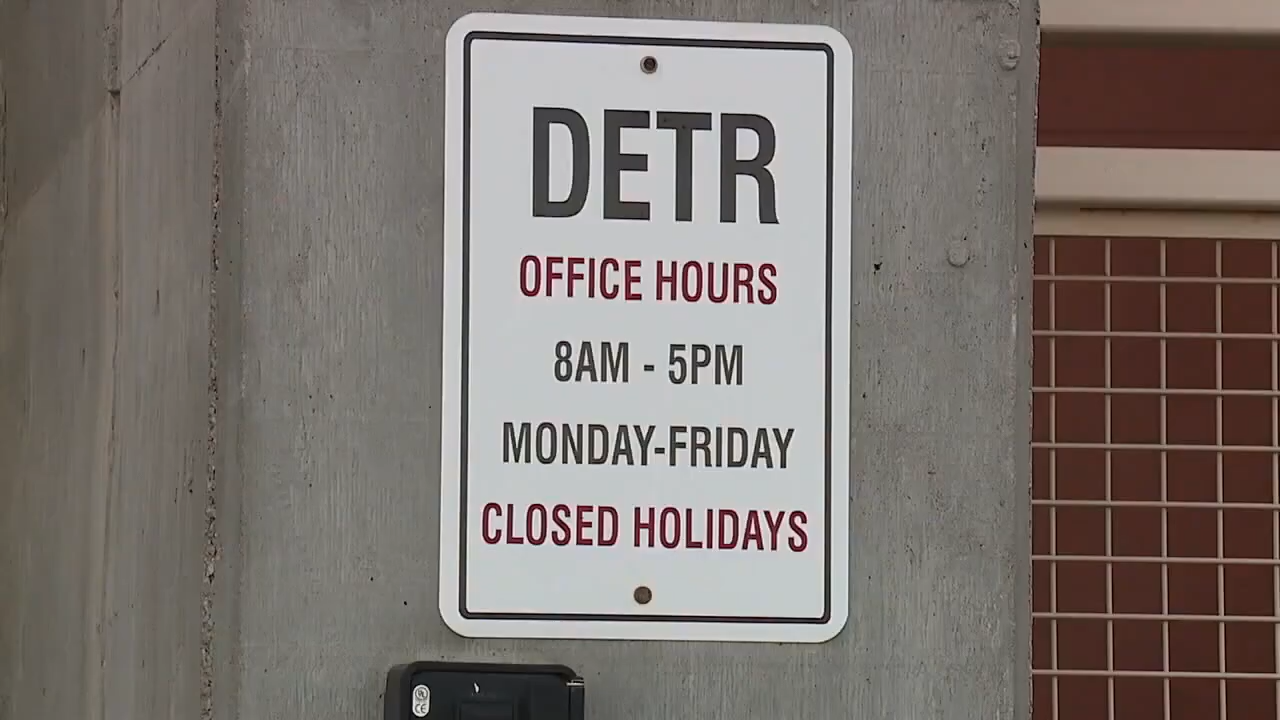 DETR
OFFICE HOURS
8AM - 5PM
MONDAY-FRIDAY
CLOSED HOLIDAYS